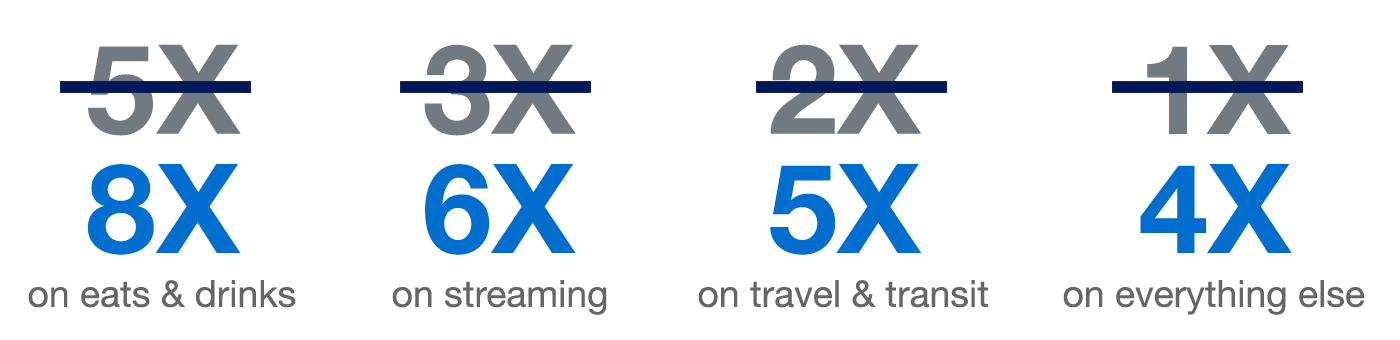 5X 3X 2X 1X
8X 6X 5X 4X
on eats & drinks on streaming on travel & transit on everything else